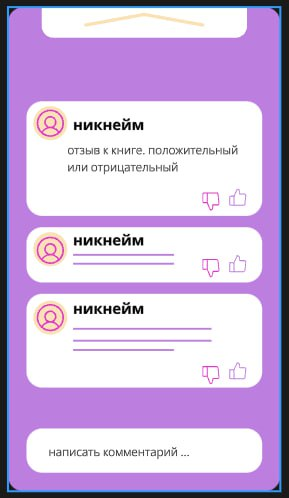 никнейм
отзыв к книге. положительный
или отрицательный
никнейм
никнейм
написать комментарий ...